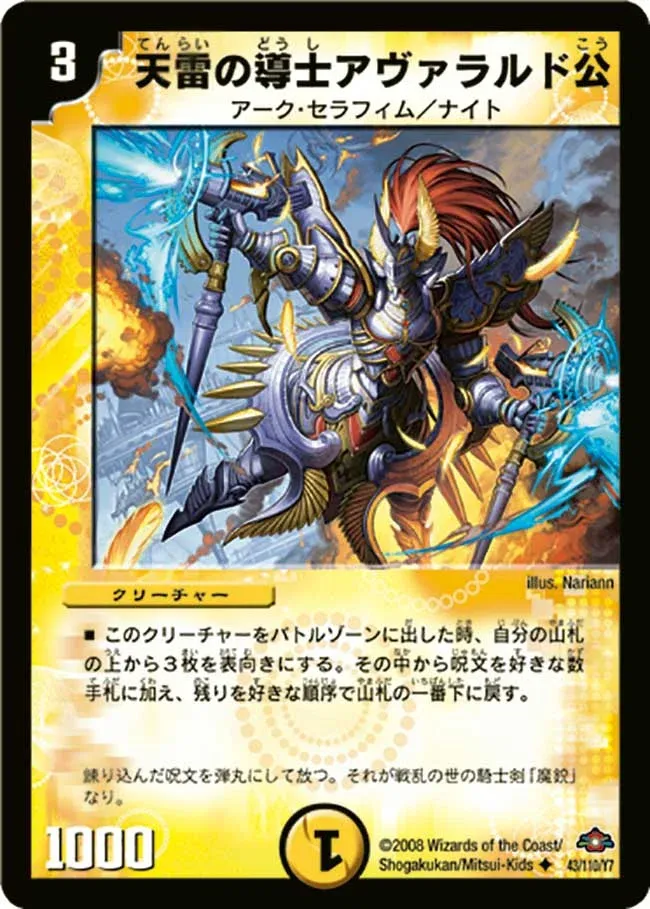 3
てんらい どうし こう
天雷の導士アヴァラルド公
アーク・セラフィム／ナイト
illus. Nariann
クリーチャー
■ このクリーチャーをバトルゾーンに出した時、自分の山札
の上から３枚を表向きにする。その中から呪文を好きな数
手札に加え、残りを好きな順序で山札の一番下に戻す。
錬り込んだ呪文を弾丸にして放つ。それが戦乱の世の騎士剣「魔鋭」
なり。
1000
1
©2008 Wizards of the Coast/
Shogakukan/Mitsui-Kids ◆ 43/110/Y7